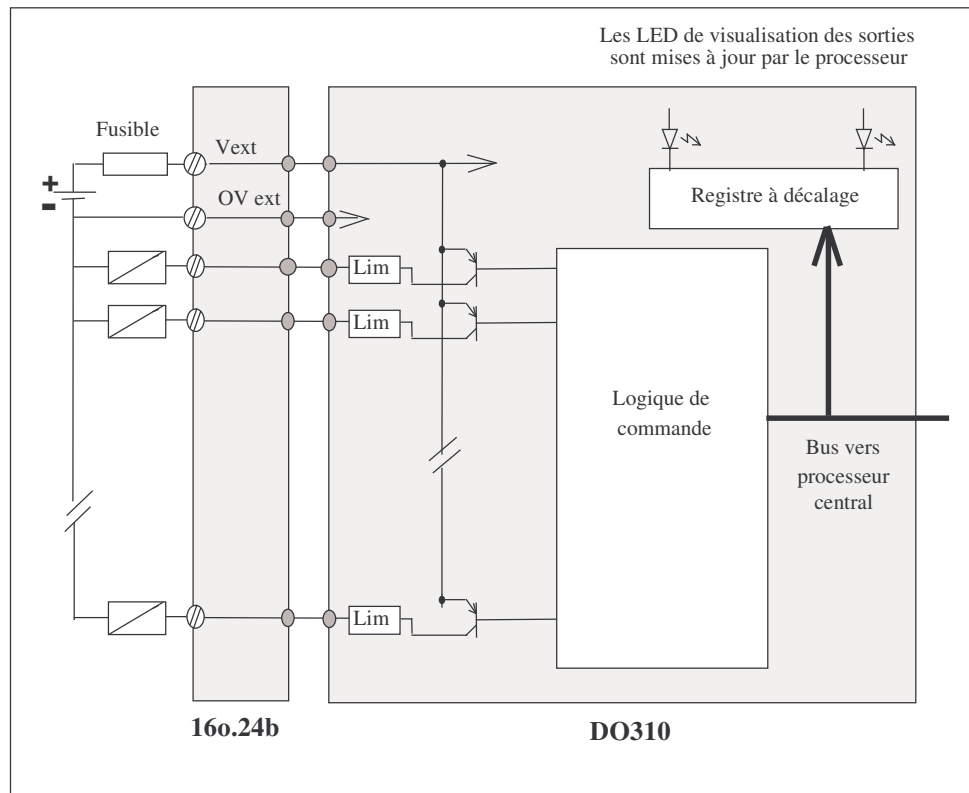 Les LED de visualisation des sorties
sont mises à jour par le processeur
Fusible
Vext
+
-
OV ext
Registre à décalage
Lim
Lim
Logique de
commande
Bus vers
processeur
central
Lim
16o.24b
DO310